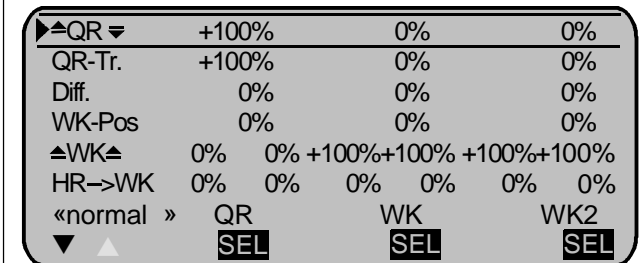 QR +100% 0% 0%
QR-Tr. +100% 0% 0%
Diff. 0% 0% 0%
WK-Pos 0% 0% 0%
WK 0% 0% +100% +100% +100% +100%
HR–>WK 0% 0% 0% 0% 0% 0%
«normal » QR WK WK2
SEL SEL SEL